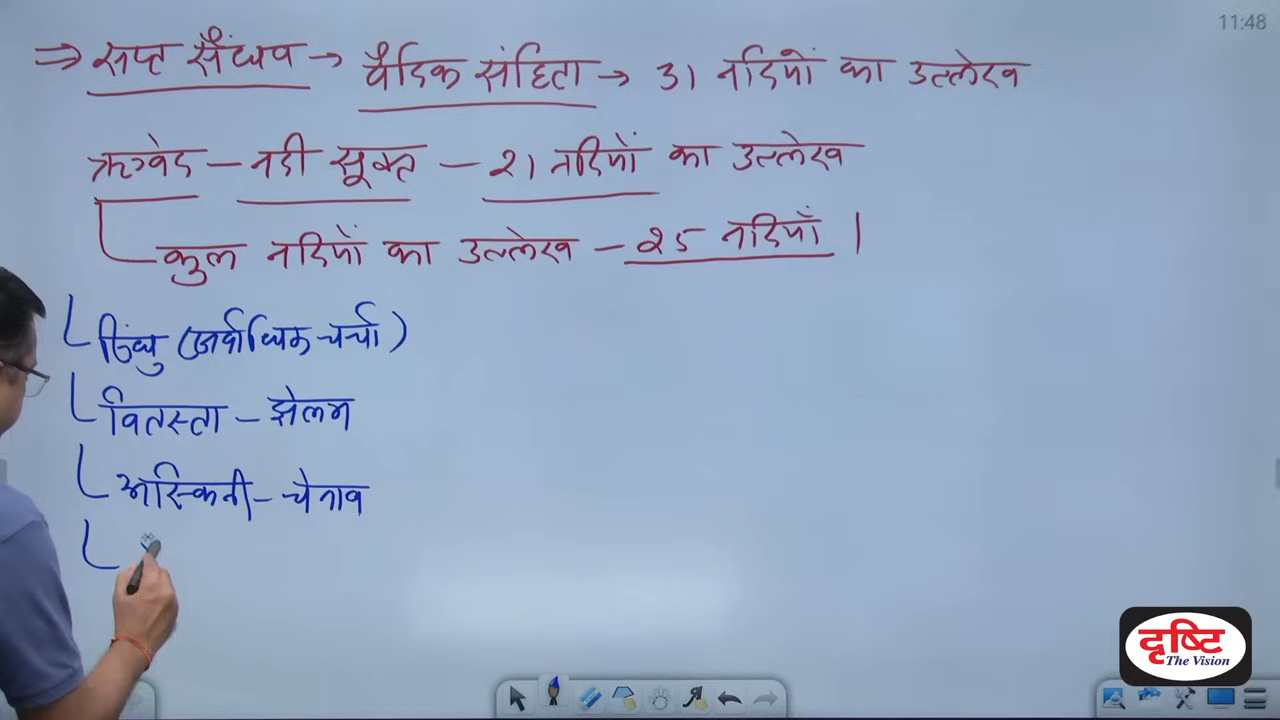 11:48
⇒ सप्त सैंधव → वैदिक संहिता → 31 नदियों का उल्लेख
ऋग्वेद – नदी सूक्त – 21 नदियों का उल्लेख
कुल नदियों का उल्लेख – 25 नदियाँ |
सिंधु (सर्वाधिक चर्चा)
वितस्ता – झेलम
अस्किनी – चेनाव
दृष्टि
The Vision